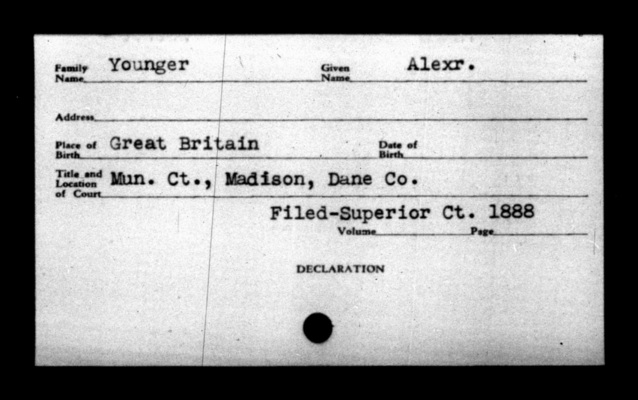 Family Name Younger Given Name Alexr.
Address
Place of Birth Great Britain Date of Birth
Title and Location of Court Mun. Ct., Madison, Dane Co.
Filed-Superior Ct. 1888
Volume Page
DECLARATION